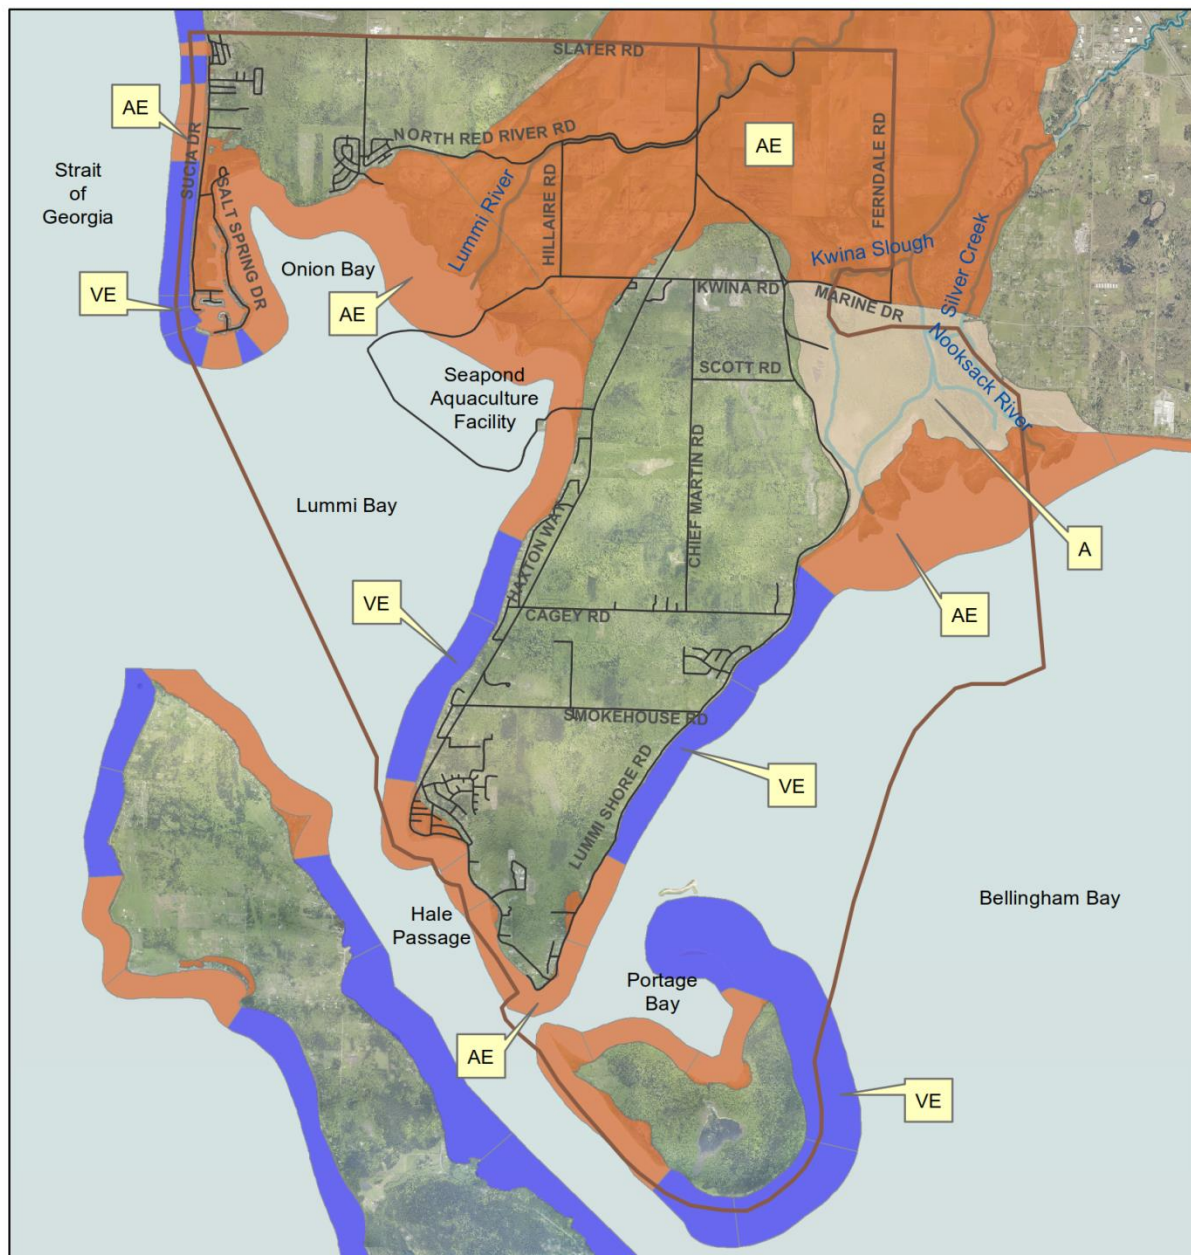 SLATER RD
AE
SUCIA DR
NORTH RED RIVER RD
AE
FERNDALE RD
Strait
of
Georgia
SALT SPRING DR
Lummi River
HILLAIRE RD
Kwina Slough
Silver Creek
Onion Bay
VE
AE
KWINA RD
MARINE DR
Nooksack River
SCOTT RD
Seapond
Aquaculture
Facility
CHIEF MARTIN RD
Lummi Bay
HAXTON WAY
A
VE
CAGEY RD
AE
SMOKEHOUSE RD
LUMMI SHORE RD
VE
Bellingham Bay
Hale
Passage
Portage
Bay
AE
VE